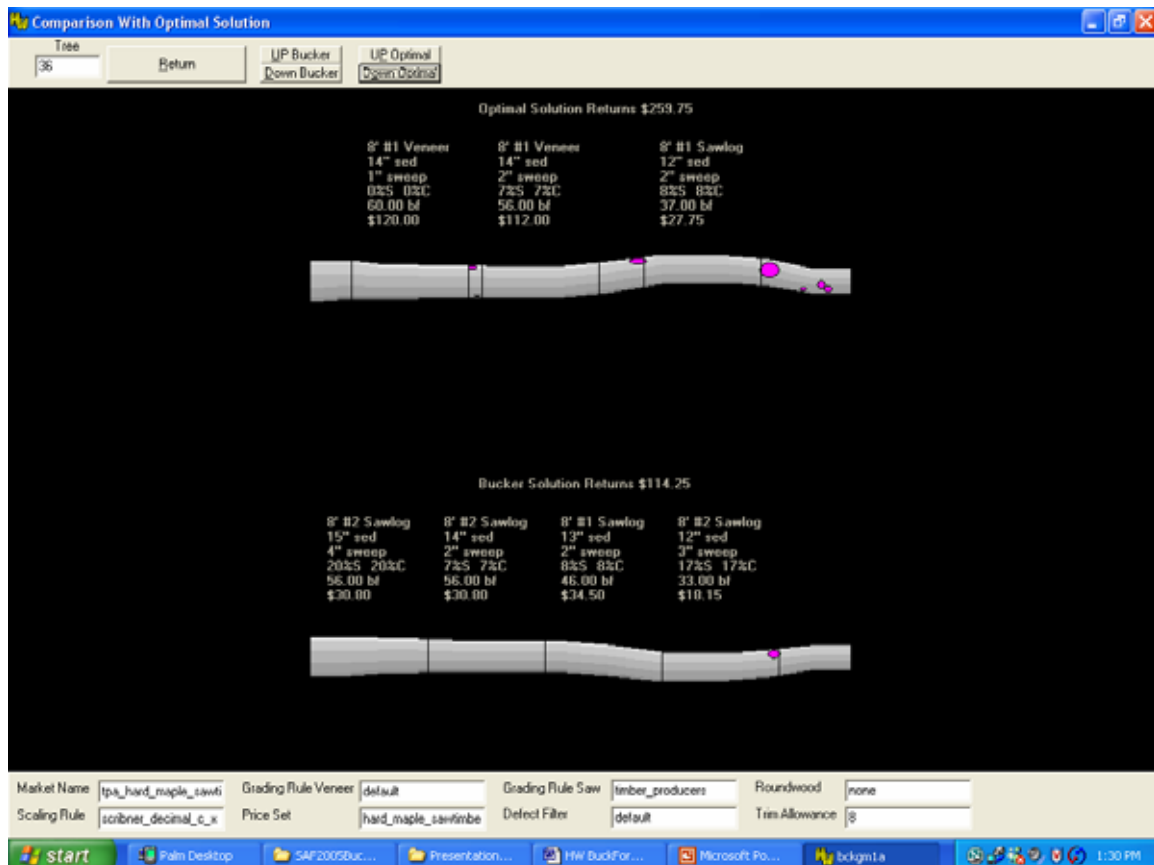 Comparison With Optimal Solution
Tree
36
Return
UP Bucker
Down Bucker
UP Optimal
Down Optimal
Optimal Solution Returns $259.75
8' #1 Veneer 8' #1 Veneer 8' #1 Sawlog
14" sed 14" sed 12" sed
1" sweep 2" sweep 2" sweep
0%S 0%C 7%S 7%C 8%S 8%C
60.00 bf 56.00 bf 37.00 bf
$120.00 $112.00 $27.75
Bucker Solution Returns $114.25
8' #2 Sawlog 8' #2 Sawlog 8' #1 Sawlog 8' #2 Sawlog
15" sed 14" sed 13" sed 12" sed
4" sweep 2" sweep 2" sweep 3" sweep
20%S 20%C 7%S 7%C 8%S 8%C 17%S 17%C
56.00 bf 56.00 bf 46.00 bf 33.00 bf
$30.80 $30.80 $34.50 $18.15
Market Name tpa_hard_maple_sawti Grading Rule Veneer default Grading Rule Saw timber_producers Roundwood none
Scaling Rule scribner_decimal_c_x Price Set hard_maple_sawtimbe Defect Filter default Trim Allowance 8
start Palm Desktop SAF2005Buc... Presentation... HW BuckFor... Microsoft Po... bckgm1a 1:30 PM